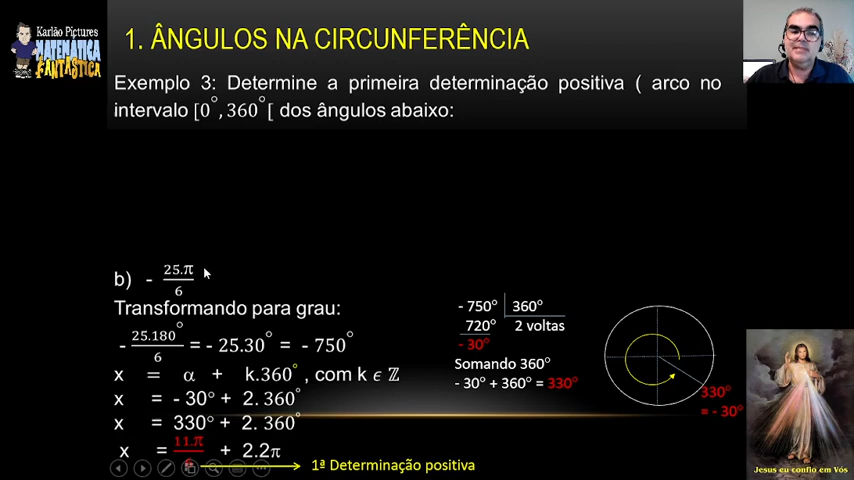 Karlão Pictures
MATEMÁTICA
FANTÁSTICA
1. ÂNGULOS NA CIRCUNFERÊNCIA
Exemplo 3: Determine a primeira determinação positiva ( arco no
intervalo [0°, 360°[ dos ângulos abaixo:
b) - 25.π/6
Transformando para grau:
- 25.180°/6 = - 25.30° = - 750°
x = α + k.360°, com k ϵ ℤ
x = - 30° + 2. 360°
x = 330° + 2. 360°
x = 11.π + 2.2π
1ª Determinação positiva
- 750° 360°
720° 2 voltas
- 30°
Somando 360°
- 30° + 360° = 330°
330°
= - 30°
Jesus eu confio em Vós